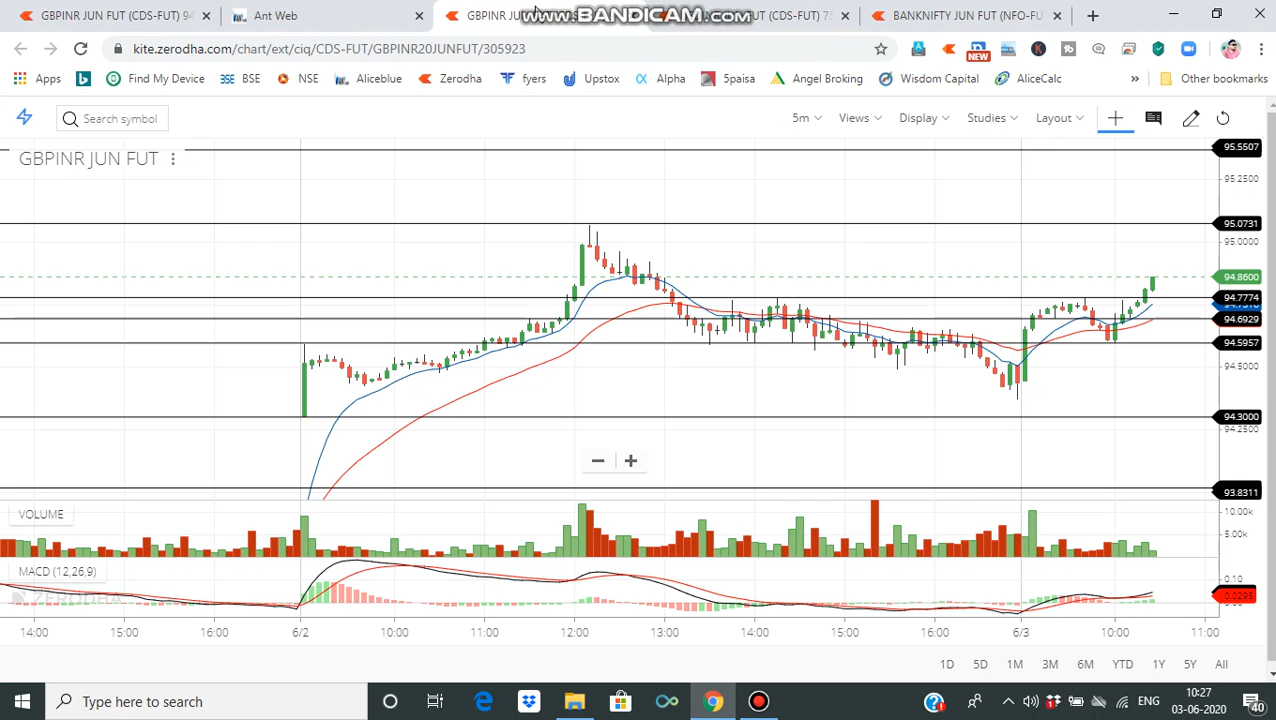 GBPINR JUN FUT (CDS-FUT) 94
Ant Web
GBPINR JU
WWW.BANDICAM.COM
FUT (CDS-FUT) 75
BANKNIFTY JUN FUT (NFO-FU
kite.zerodha.com/chart/ext/ciq/CDS-FUT/GBPINR20JUNFUT/305923
NEW
Apps
Find My Device
BSE
NSE
Aliceblue
Zerodha
fyers
Upstox
Alpha
5paisa
Angel Broking
Wisdom Capital
AliceCalc
»
Other bookmarks
Search symbol
5m
Views
Display
Studies
Layout
GBPINR JUN FUT
95.5507
95.2500
95.0731
95.0000
94.8600
94.7774
94.6929
94.5957
94.5000
94.3000
94.2500
93.8311
VOLUME
10.00k
5.00k
MACD (12,26,9)
ZERODHA
0.10
0.0295
14:00 15:00 16:00 6/2 10:00 11:00 12:00 13:00 14:00 15:00 16:00 6/3 10:00 11:00
1D 5D 1M 3M 6M YTD 1Y 5Y All
Type here to search
ENG
10:27
03-06-2020
40